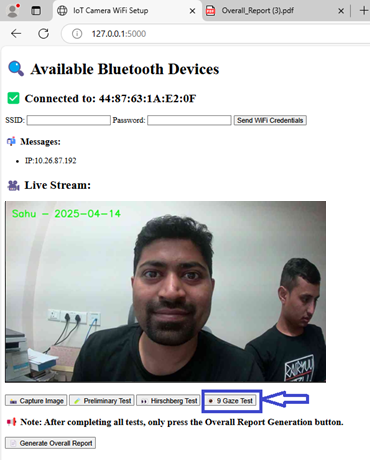 IoT Camera WiFi Setup
Overall_Report (3).pdf
127.0.0.1:5000
Available Bluetooth Devices
Connected to: 44:87:63:1A:E2:0F
SSID: Password: Send WiFi Credentials
Messages:
• IP:10.26.87.192
Live Stream:
Sahu - 2025-04-14
Capture Image Preliminary Test Hirschberg Test 9 Gaze Test
Note: After completing all tests, only press the Overall Report Generation button.
Generate Overall Report